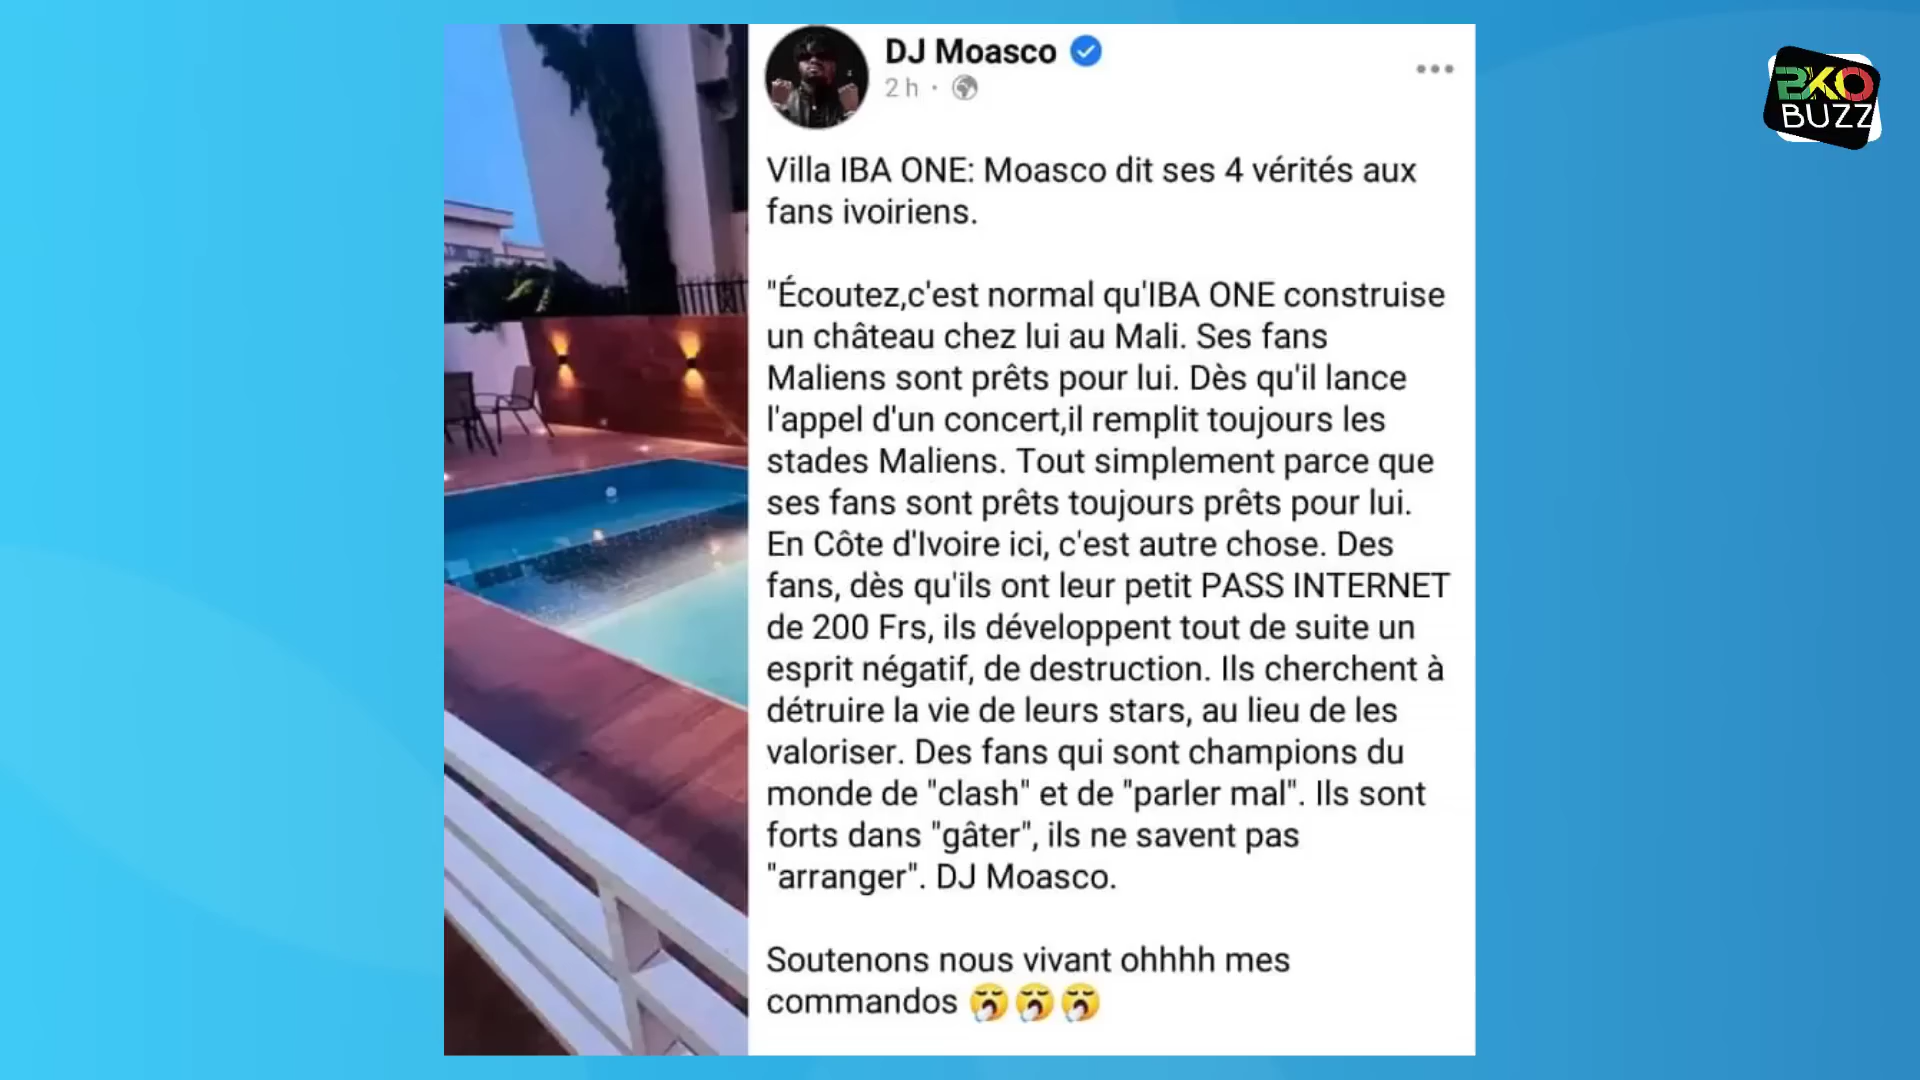 DJ Moasco
2 h
BKO
BUZZ
Villa IBA ONE: Moasco dit ses 4 vérités aux
fans ivoiriens.
"Écoutez,c'est normal qu'IBA ONE construise
un château chez lui au Mali. Ses fans
Maliens sont prêts pour lui. Dès qu'il lance
l'appel d'un concert,il remplit toujours les
stades Maliens. Tout simplement parce que
ses fans sont prêts toujours prêts pour lui.
En Côte d'Ivoire ici, c'est autre chose. Des
fans, dès qu'ils ont leur petit PASS INTERNET
de 200 Frs, ils développent tout de suite un
esprit négatif, de destruction. Ils cherchent à
détruire la vie de leurs stars, au lieu de les
valoriser. Des fans qui sont champions du
monde de "clash" et de "parler mal". Ils sont
forts dans "gâter", ils ne savent pas
"arranger". DJ Moasco.
Soutenons nous vivant ohhhh mes
commandos 🥱🥱🥱